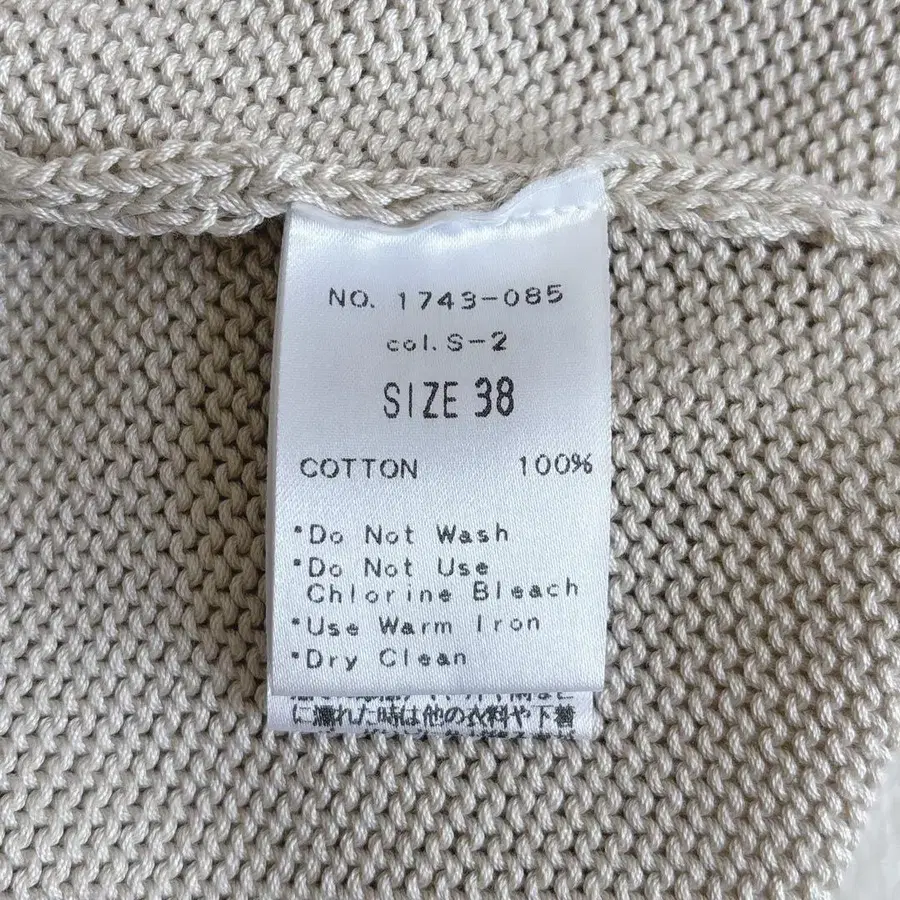 NO. 1743-085
col. S-2
SIZE 38
COTTON 100%
*Do Not Wash
*Do Not Use
Chlorine Bleach
*Use Warm Iron
*Dry Clean
に濡れた時は他の衣料や下着